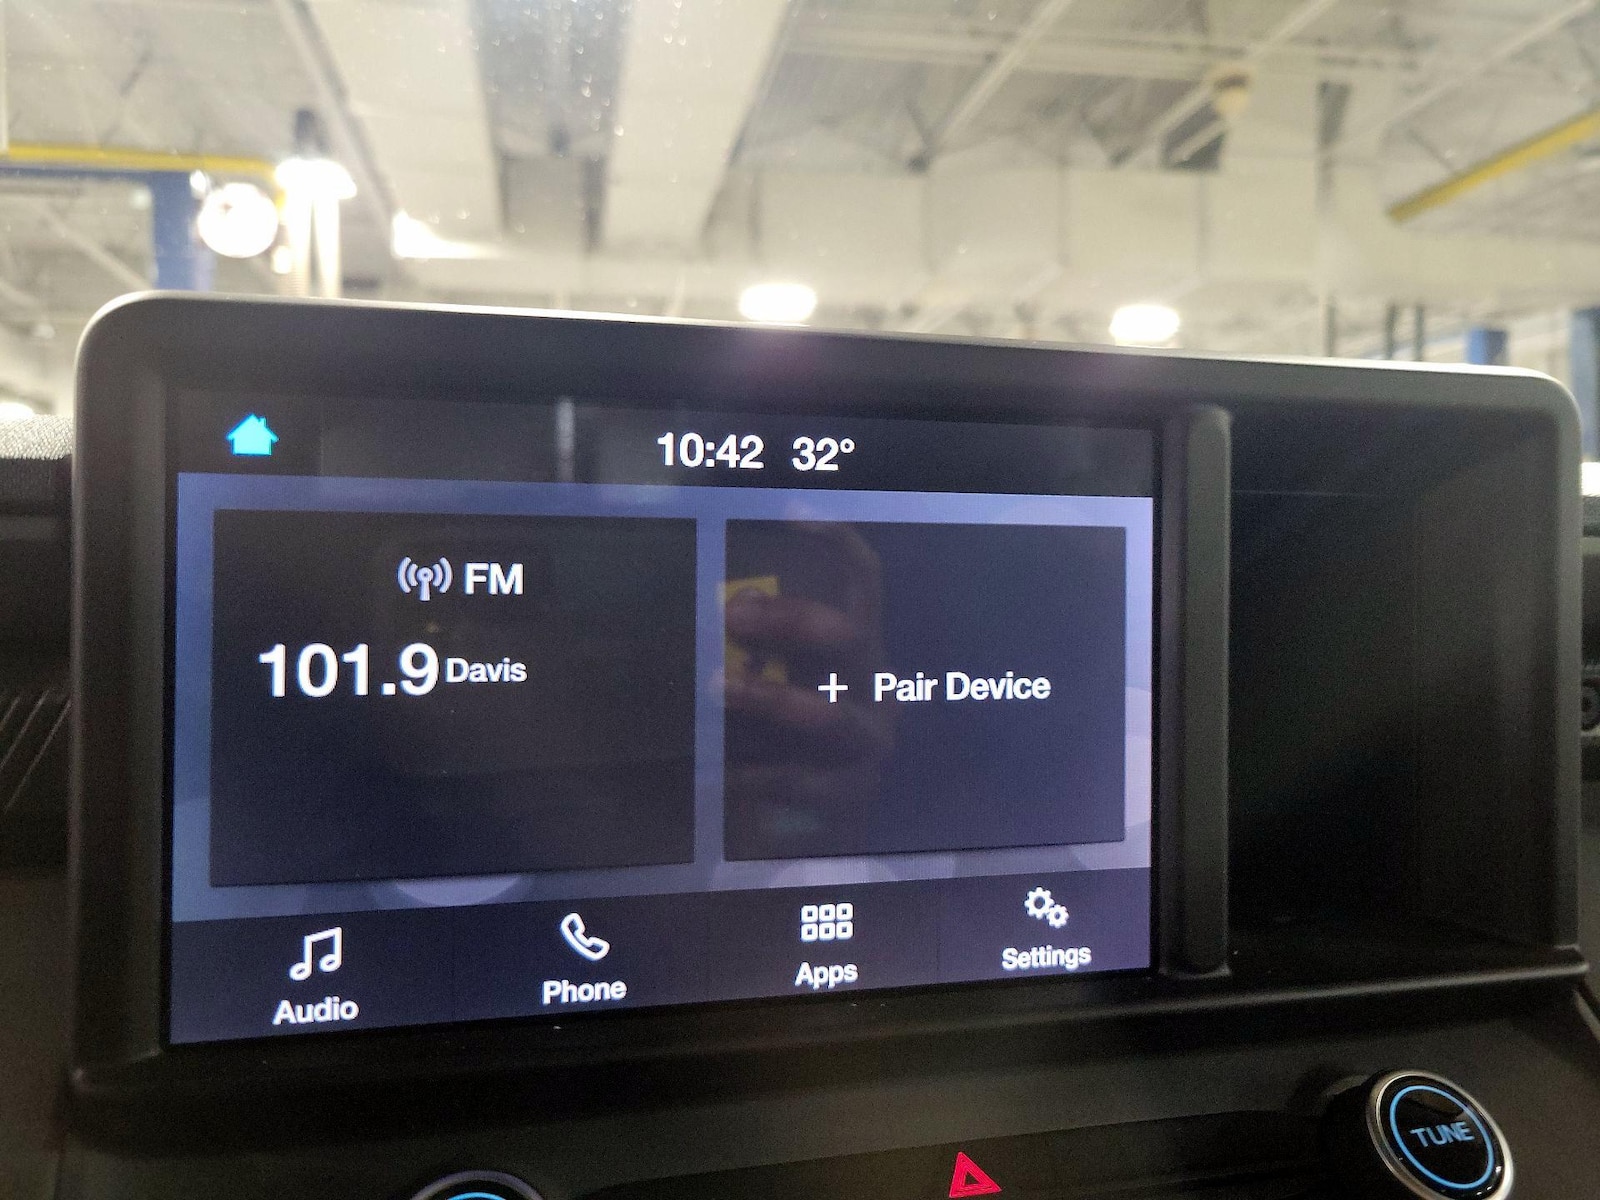 10:42 32°
FM
101.9 Davis
+ Pair Device
Audio
Phone
Apps
Settings
TUNE